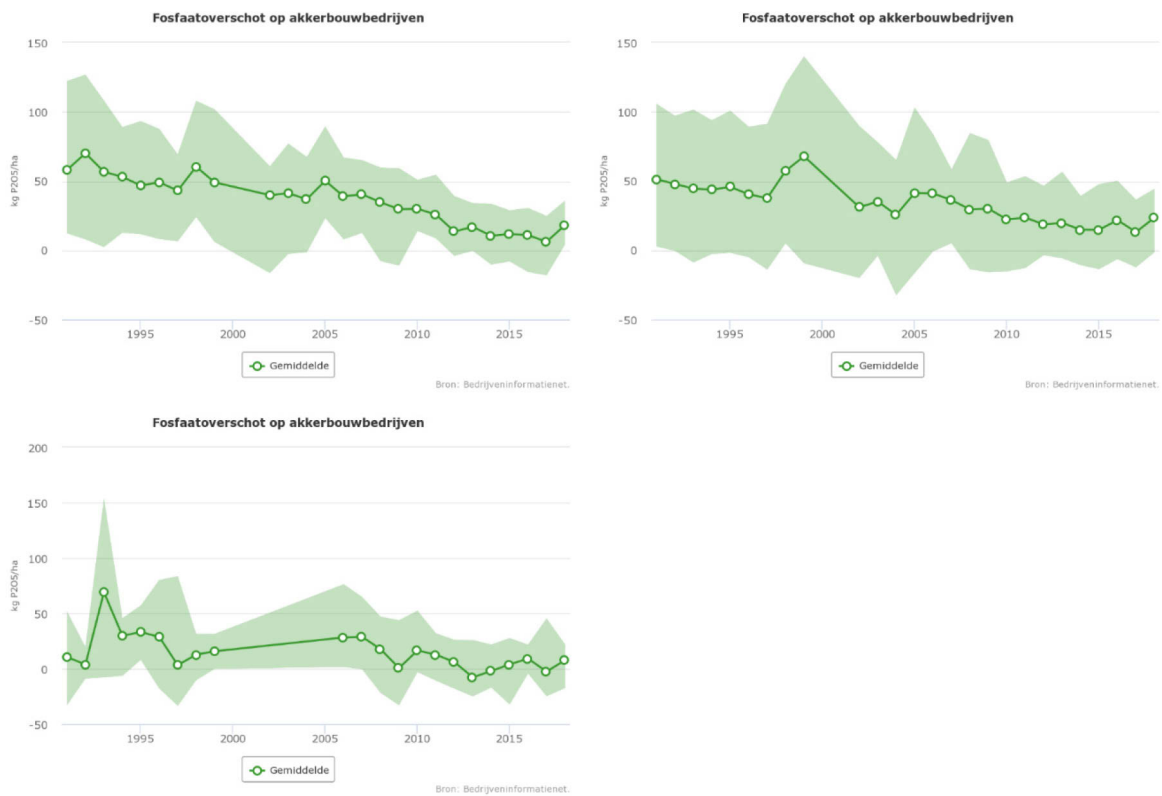 Fosfaatoverschot op akkerbouwbedrijven
150
100
50
0
-50
kg P2O5/ha
1995 2000 2005 2010 2015
Gemiddelde
Bron: Bedrijveninformatienet.
Fosfaatoverschot op akkerbouwbedrijven
150
100
50
0
-50
kg P2O5/ha
1995 2000 2005 2010 2015
Gemiddelde
Bron: Bedrijveninformatienet.
Fosfaatoverschot op akkerbouwbedrijven
200
150
100
50
0
-50
kg P2O5/ha
1995 2000 2005 2010 2015
Gemiddelde
Bron: Bedrijveninformatienet.